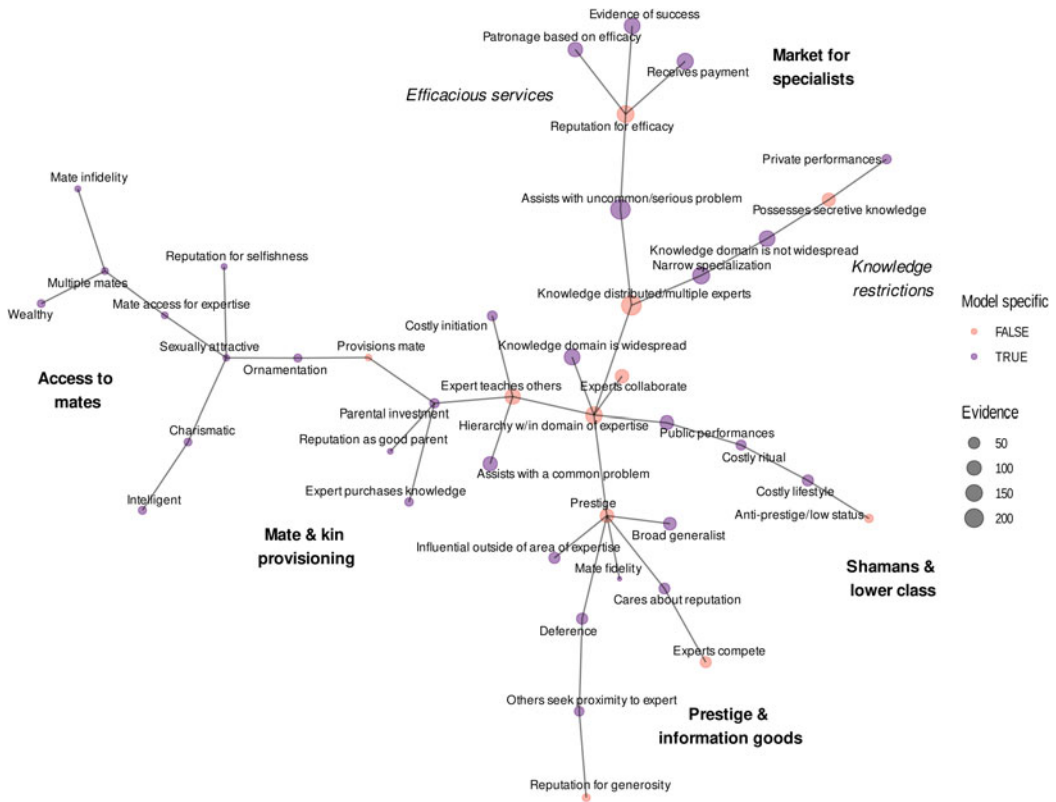 Evidence of success
Patronage based on efficacy
Market for
specialists
Receives payment
Efficacious services
Reputation for efficacy
Private performances
Mate infidelity
Assists with uncommon/serious problem
Possesses secretive knowledge
Reputation for selfishness
Knowledge domain is not widespread
Narrow specialization
Knowledge
restrictions
Multiple mates
Knowledge distributed/multiple experts
Mate access for expertise
Wealthy
Costly initiation
Model specific
FALSE
TRUE
Sexually attractive
Provisions mate
Knowledge domain is widespread
Ornamentation
Access to
mates
Expert teaches others
Experts collaborate
Parental investment
Hierarchy w/in domain of expertise
Evidence
50
100
150
200
Charismatic
Reputation as good parent
Public performances
Costly ritual
Assists with a common problem
Intelligent
Expert purchases knowledge
Costly lifestyle
Prestige
Anti-prestige/low status
Mate & kin
provisioning
Broad generalist
Influential outside of area of expertise
Mate fidelity
Shamans &
lower class
Cares about reputation
Deference
Experts compete
Others seek proximity to expert
Prestige &
information goods
Reputation for generosity